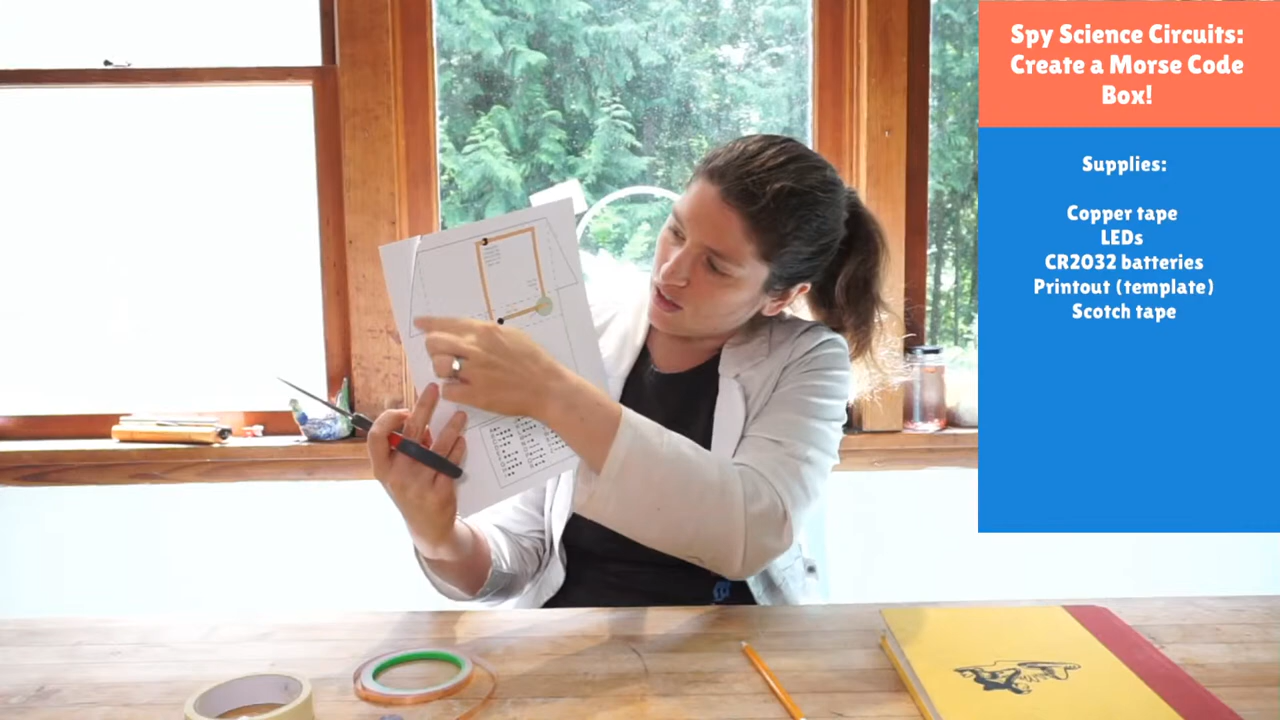 Spy Science Circuits:
Create a Morse Code
Box!
Supplies:
Copper tape
LEDs
CR2032 batteries
Printout (template)
Scotch tape